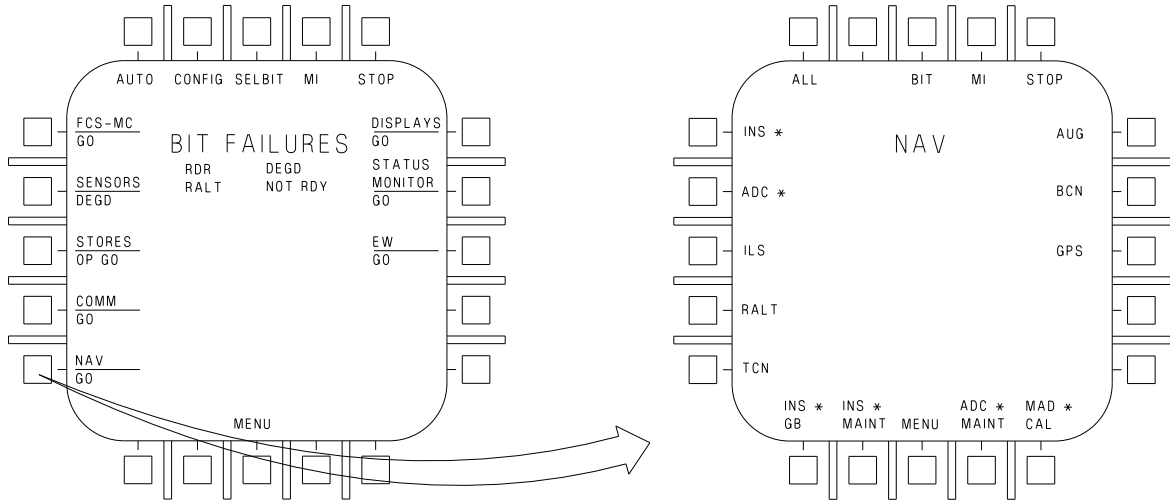 AUTO CONFIG SELBIT MI STOP
FCS-MC
GO
SENSORS
DEGD
STORES
OP GO
COMM
GO
NAV
GO
BIT FAILURES
RDR DEGD
RALT NOT RDY
DISPLAYS
GO
STATUS
MONITOR
GO
EW
GO
MENU
ALL BIT MI STOP
INS *
ADC *
ILS
RALT
TCN
NAV
AUG
BCN
GPS
INS * INS * ADC * MAD *
GB MAINT MENU MAINT CAL